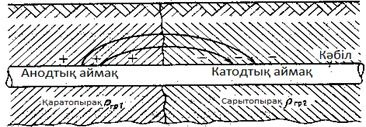 Кәбіл
+ + + + - - -
Анодтық аймақ Катодтық аймақ
Қаратопырақ ρгр1 Сарытопырақ ρгр2